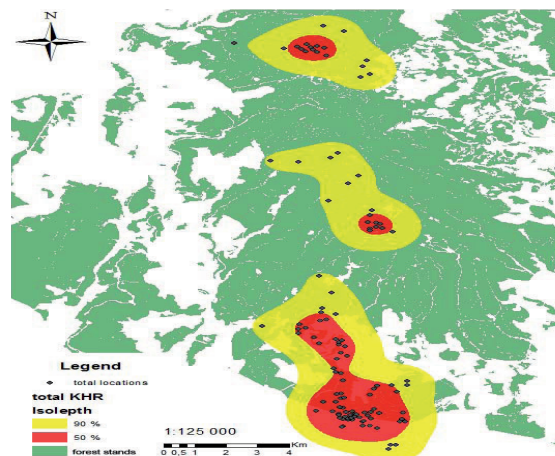 N
Legend
total locations
total KHR
Isolepth
90 %
50 %
forest stands
1:125 000
Km
0 0,5 1 2 3 4